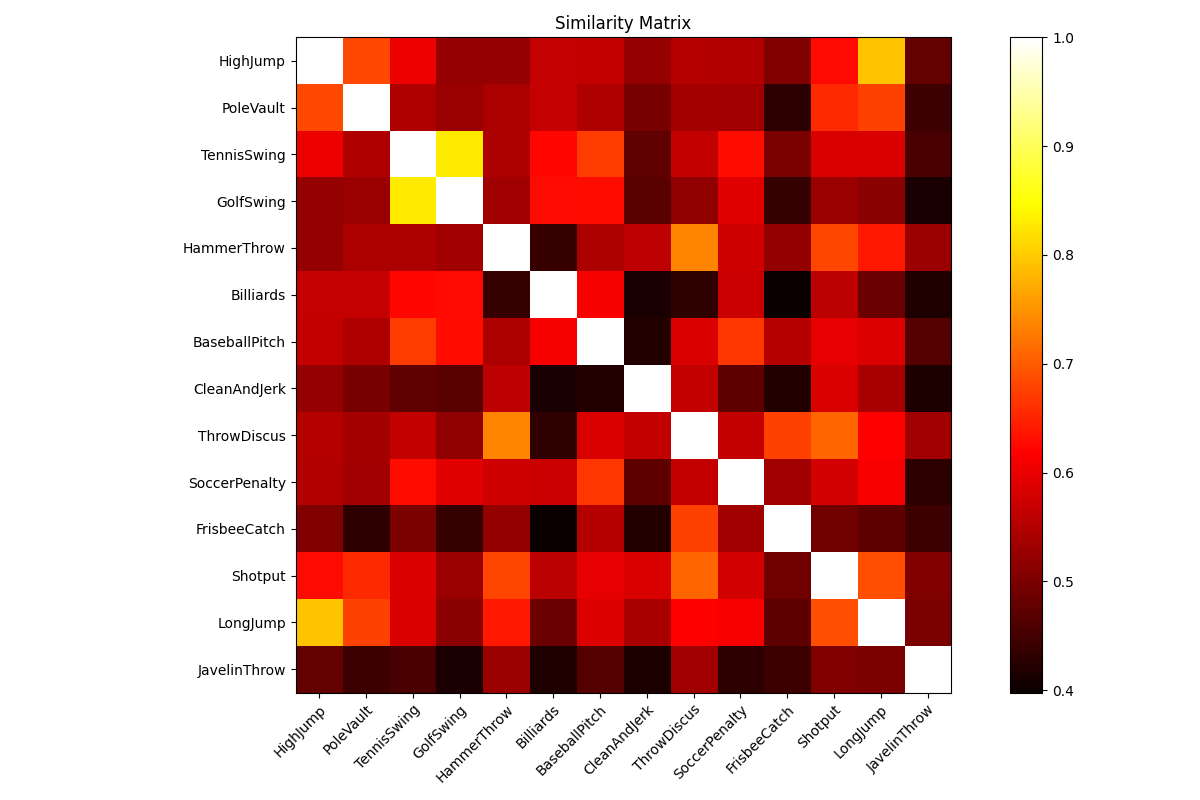 Similarity Matrix
HighJump
PoleVault
TennisSwing
GolfSwing
HammerThrow
Billiards
BaseballPitch
CleanAndJerk
ThrowDiscus
SoccerPenalty
FrisbeeCatch
Shotput
LongJump
JavelinThrow
HighJump
PoleVault
TennisSwing
GolfSwing
HammerThrow
Billiards
BaseballPitch
CleanAndJerk
ThrowDiscus
SoccerPenalty
FrisbeeCatch
Shotput
LongJump
JavelinThrow
1.0
0.9
0.8
0.7
0.6
0.5
0.4